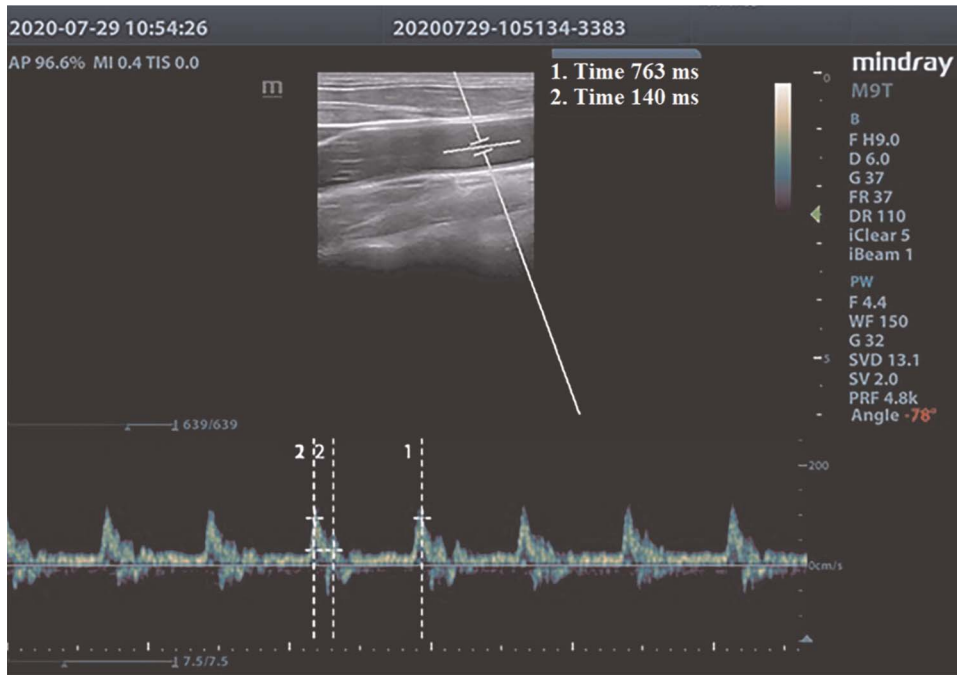 2020-07-29 10:54:26
20200729-105134-3383
AP 96.6% MI 0.4 TIS 0.0
m
1. Time 763 ms
2. Time 140 ms
0
5
mindray
M9T
B
F H9.0
D 6.0
G 37
FR 37
DR 110
iClear 5
iBeam 1
PW
F 4.4
WF 150
G 32
SVD 13.1
SV 2.0
PRF 4.8k
Angle -78°
639/639
2 2 1
200
0cm/s
7.5/7.5